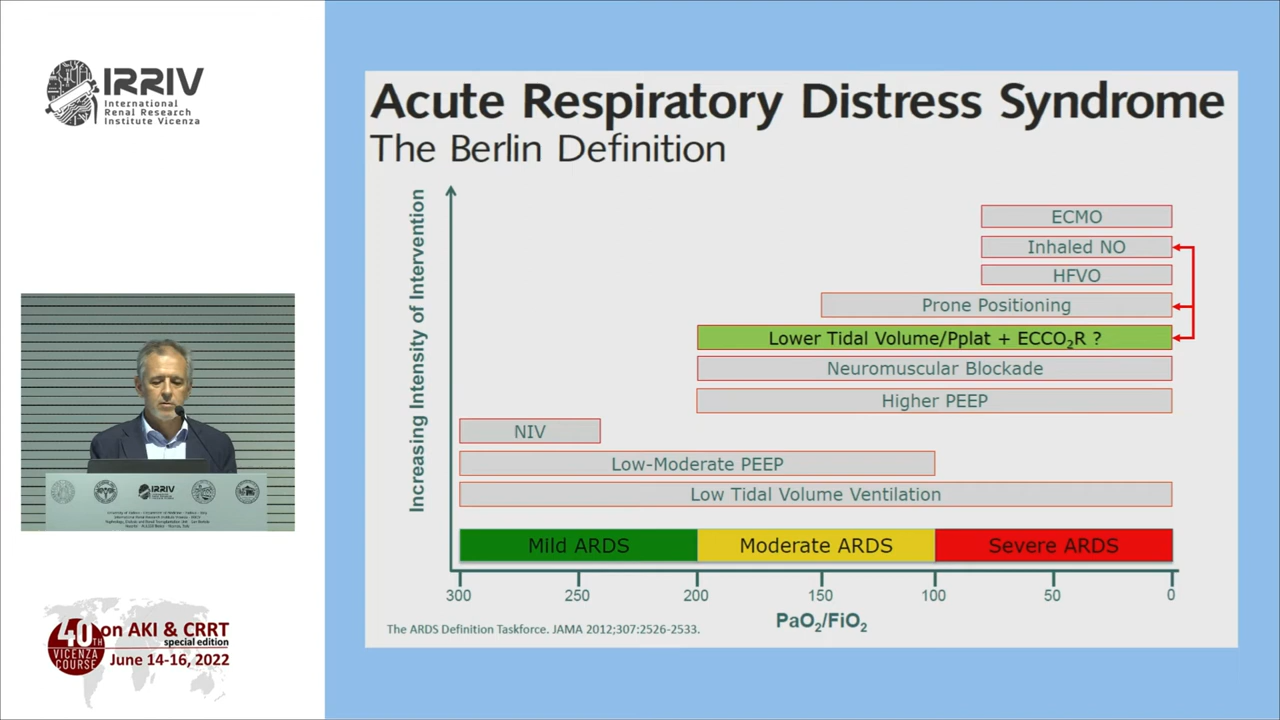 IRRIV
International
Renal Research
Institute Vicenza
Acute Respiratory Distress Syndrome
The Berlin Definition
Increasing Intensity of Intervention
ECMO
Inhaled NO
HFVO
Prone Positioning
Lower Tidal Volume/Pplat + ECCO₂R ?
Neuromuscular Blockade
Higher PEEP
NIV
Low-Moderate PEEP
Low Tidal Volume Ventilation
Mild ARDS
Moderate ARDS
Severe ARDS
300 250 200 150 100 50 0
PaO₂/FiO₂
The ARDS Definition Taskforce. JAMA 2012;307:2526-2533.
IRRIV
40TH
VICENZA
COURSE
on AKI & CRRT
special edition
June 14-16, 2022